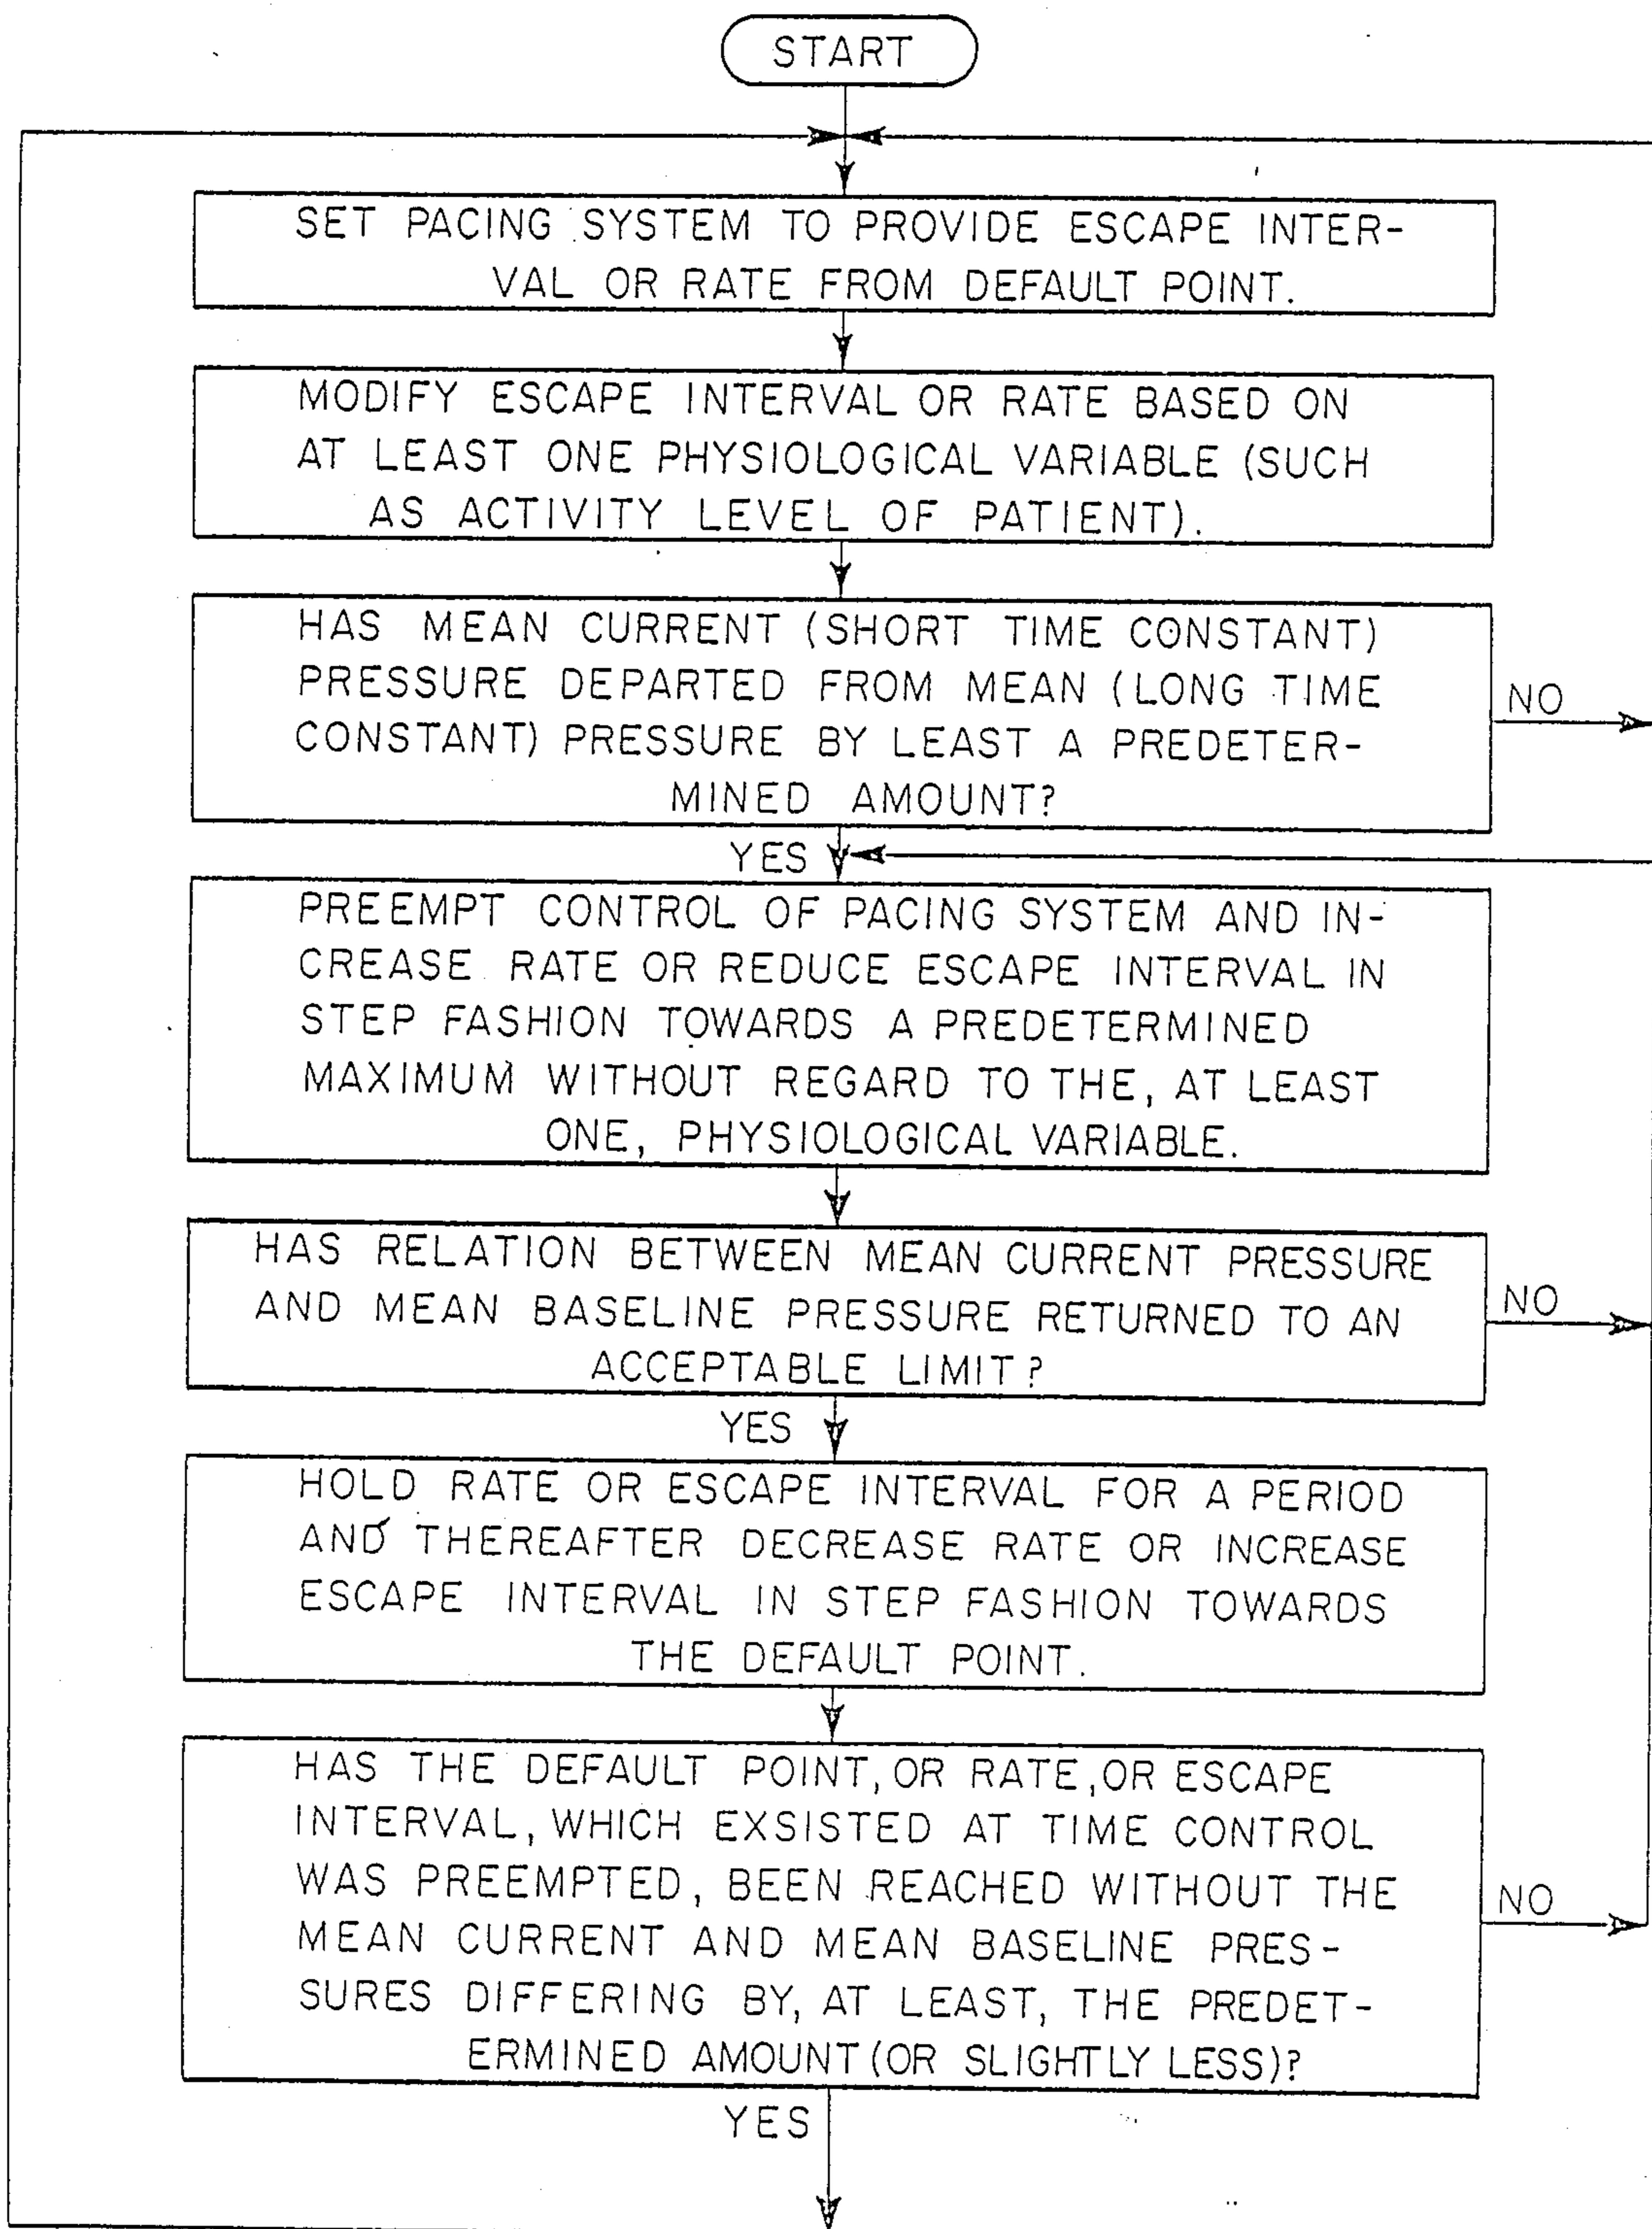 START
SET PACING SYSTEM TO PROVIDE ESCAPE INTER-
VAL OR RATE FROM DEFAULT POINT.
MODIFY ESCAPE INTERVAL OR RATE BASED ON
AT LEAST ONE PHYSIOLOGICAL VARIABLE (SUCH
AS ACTIVITY LEVEL OF PATIENT).
HAS MEAN CURRENT (SHORT TIME CONSTANT)
PRESSURE DEPARTED FROM MEAN (LONG TIME
CONSTANT) PRESSURE BY LEAST A PREDETER-
MINED AMOUNT?
NO
YES
PREEMPT CONTROL OF PACING SYSTEM AND IN-
CREASE RATE OR REDUCE ESCAPE INTERVAL IN
STEP FASHION TOWARDS A PREDETERMINED
MAXIMUM WITHOUT REGARD TO THE, AT LEAST
ONE, PHYSIOLOGICAL VARIABLE.
HAS RELATION BETWEEN MEAN CURRENT PRESSURE
AND MEAN BASELINE PRESSURE RETURNED TO AN
ACCEPTABLE LIMIT?
NO
YES
HOLD RATE OR ESCAPE INTERVAL FOR A PERIOD
AND THEREAFTER DECREASE RATE OR INCREASE
ESCAPE INTERVAL IN STEP FASHION TOWARDS
THE DEFAULT POINT.
HAS THE DEFAULT POINT, OR RATE, OR ESCAPE
INTERVAL, WHICH EXSISTED AT TIME CONTROL
WAS PREEMPTED, BEEN REACHED WITHOUT THE
MEAN CURRENT AND MEAN BASELINE PRES-
SURES DIFFERING BY, AT LEAST, THE PREDET-
ERMINED AMOUNT (OR SLIGHTLY LESS)?
NO
YES